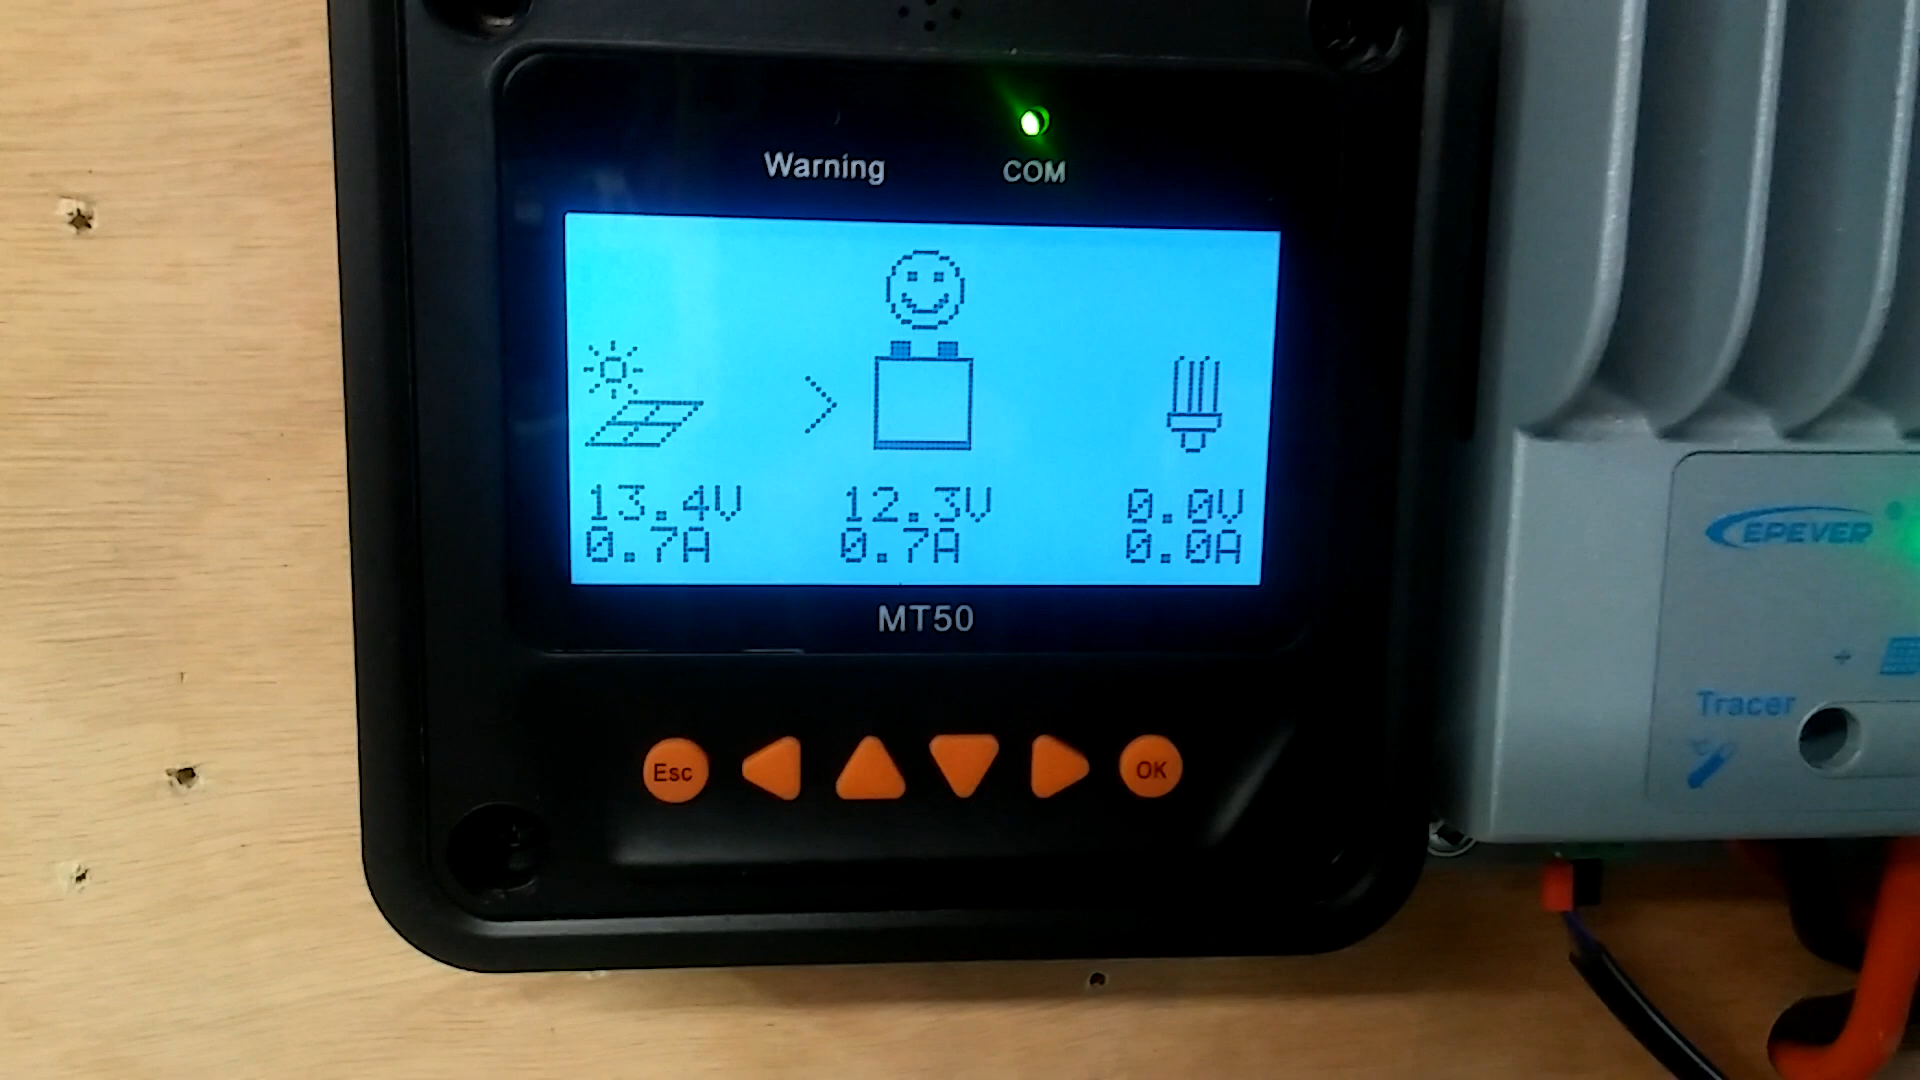 Warning COM
13.4V 12.3V 0.0V
0.7A 0.7A 0.0A
MT50
Esc OK
EPEVER
Tracer